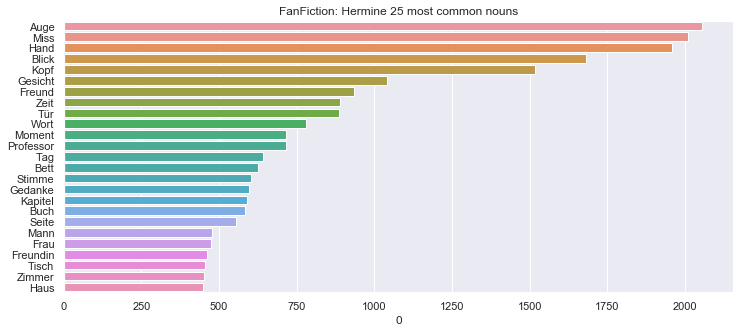 FanFiction: Hermine 25 most common nouns
Auge
Miss
Hand
Blick
Kopf
Gesicht
Freund
Zeit
Tür
Wort
Moment
Professor
Tag
Bett
Stimme
Gedanke
Kapitel
Buch
Seite
Mann
Frau
Freundin
Tisch
Zimmer
Haus
0 250 500 750 1000 1250 1500 1750 2000
0